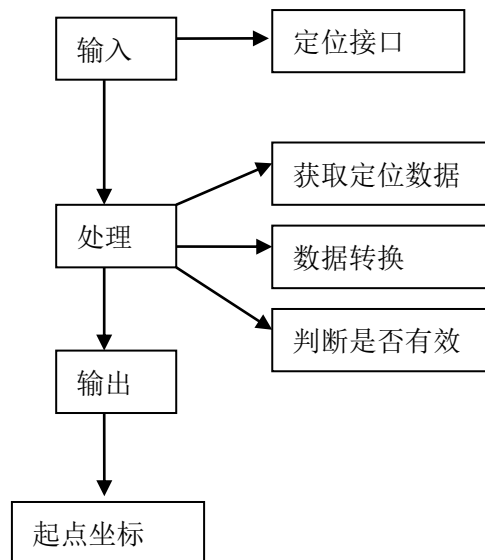 输入
定位接口
获取定位数据
处理
数据转换
判断是否有效
输出
起点坐标